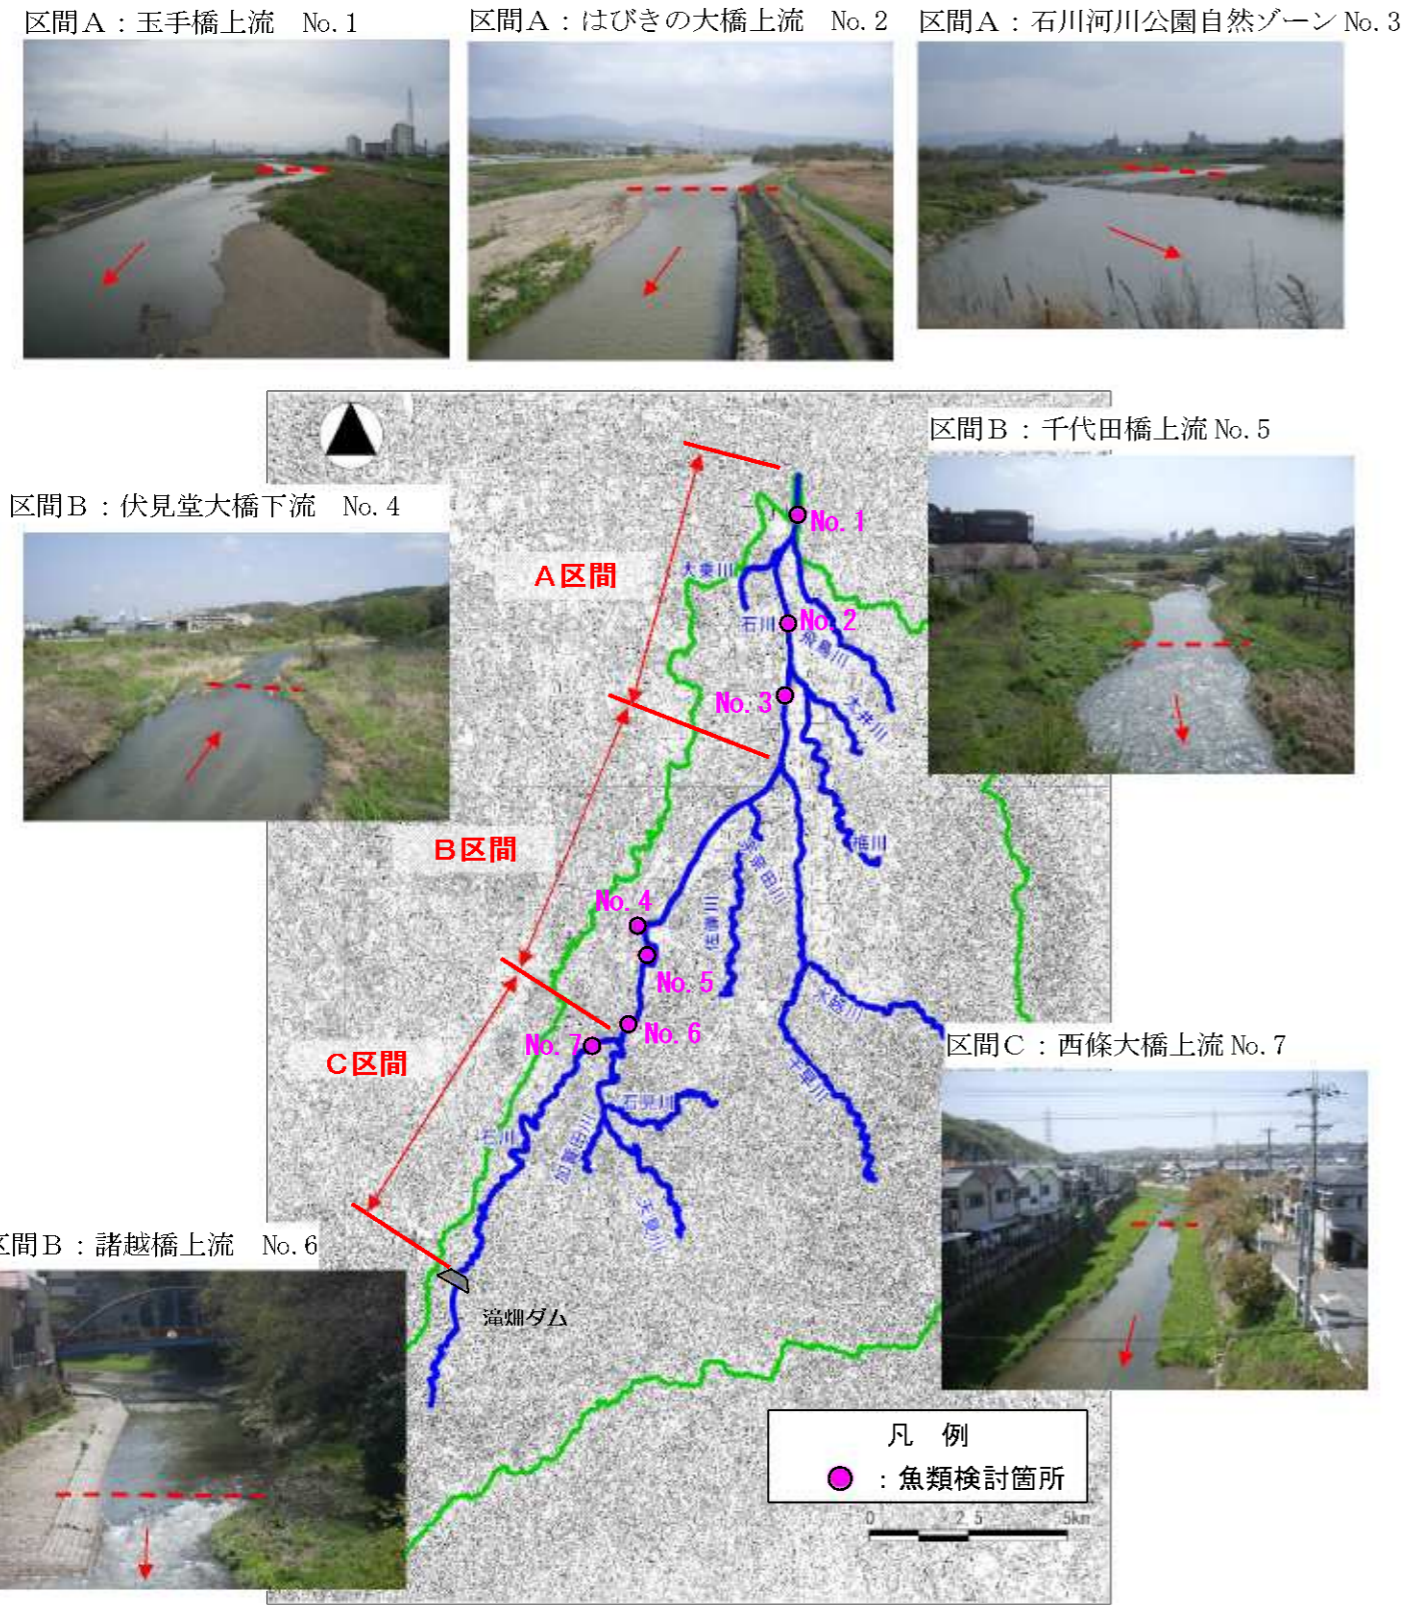 区間A：玉手橋上流　No.1
区間A：はびきの大橋上流　No.2
区間A：石川河川公園自然ゾーン No.3
区間B：千代田橋上流 No.5
区間B：伏見堂大橋下流　No.4
No.1
A区間
大乗川
石川
No.2
飛鳥川
No.3
大井川
B区間
梅川
No.4
佐備川
No.5
No.6
No.7
区間C：西條大橋上流 No.7
C区間
千早川
石見川
石川
加賀田川
天見川
区間B：諸越橋上流　No.6
滝畑ダム
凡　例
：魚類検討箇所
0 2.5 5km